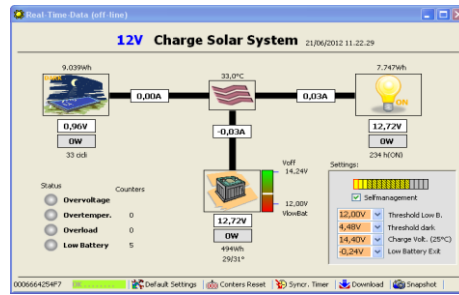 Real-Time-Data (off-line)
12V Charge Solar System 21/06/2012 11.22.29
9.039Wh
33,0°C
7.747Wh
0,00A
0,03A
ON
0,96V
0W
33 cicli
-0,03A
12,72V
0W
234 h(ON)
Voff
14,24V
12,00V
VlowBat
12,72V
0W
494Wh
29/31°
Status
Counters
Overvoltage
Overtemper. 0
Overload 0
Low Battery 5
Settings:
Selfmanagement
12,00V Threshold Low B.
4,48V Threshold dark
14,40V Charge Volt. (25°C)
-0,24V Low Battery Exit
0006664254F7 OK Default Settings Conters Reset Syncr. Timer Download Snapshot